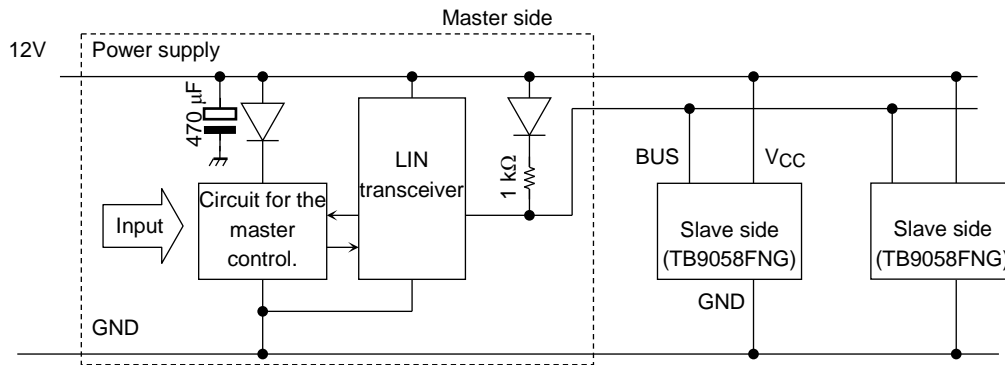 Master side
12V
Power supply
470 μF
LIN
transceiver
1 kΩ
BUS
VCC
Input
Circuit for the
master
control.
Slave side
(TB9058FNG)
Slave side
(TB9058FNG)
GND
GND